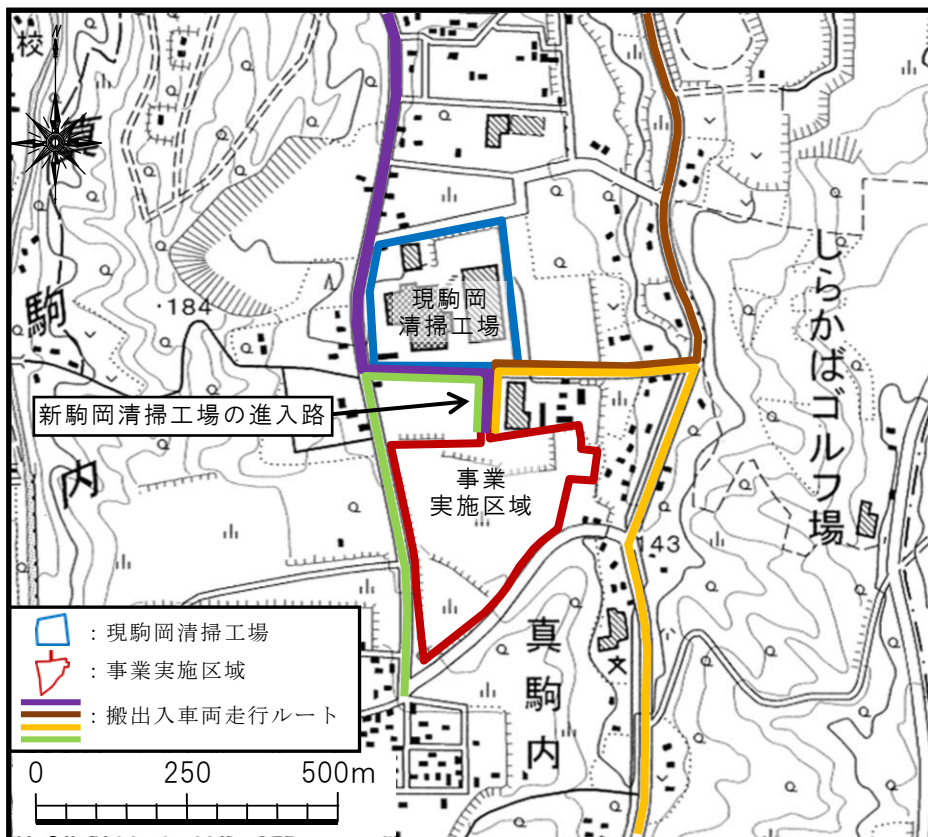 校
真駒内
・184
現駒岡
清掃工場
新駒岡清掃工場の進入路
事業
実施区域
しらかばゴルフ場
143
真駒内
：現駒岡清掃工場
：事業実施区域
：搬出入車両走行ルート
0 250 500m